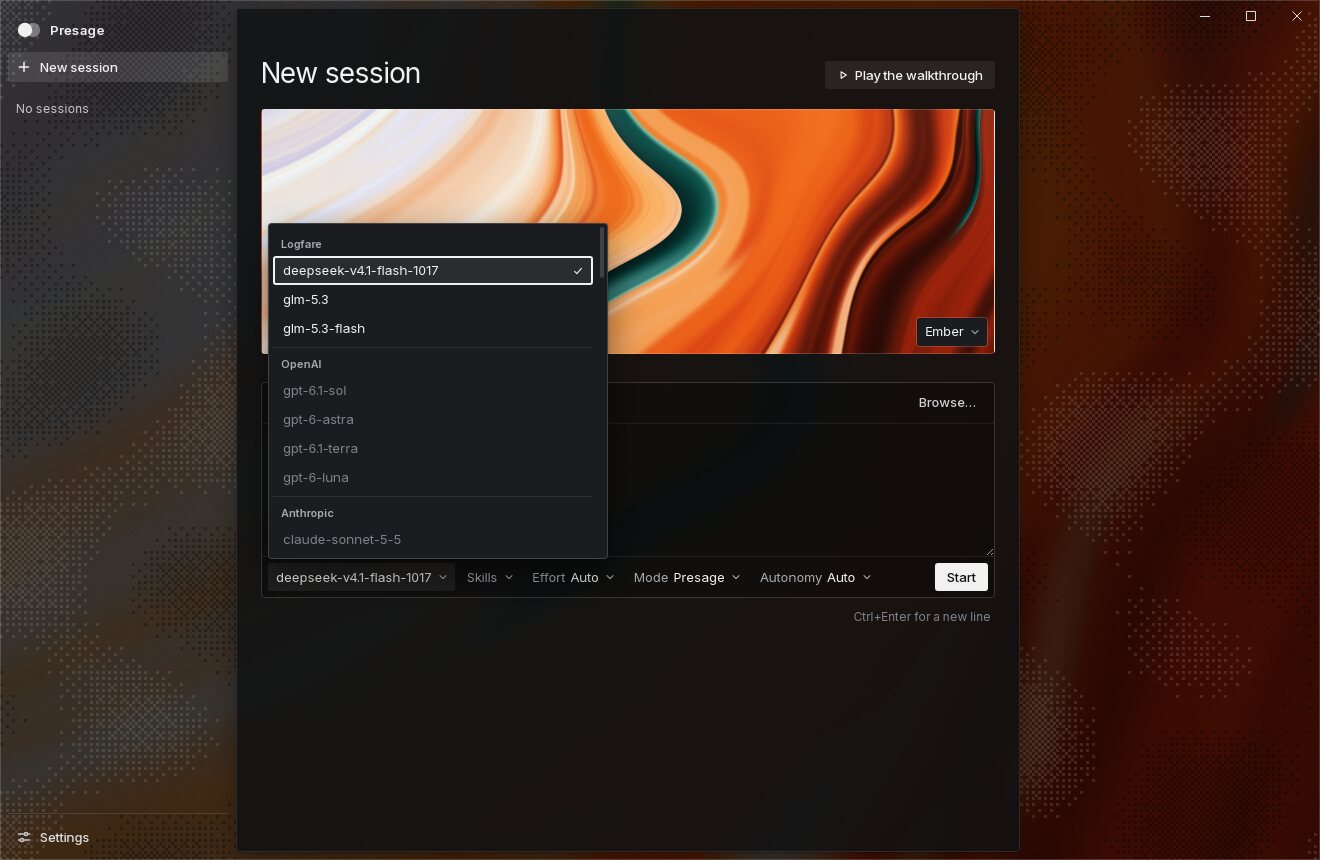 Presage
New session
No sessions
New session
Play the walkthrough
Ember
Logfare
deepseek-v4.1-flash-1017
glm-5.3
glm-5.3-flash
OpenAI
gpt-6.1-sol
gpt-6-astra
gpt-6.1-terra
gpt-6-luna
Anthropic
claude-sonnet-5-5
Browse...
deepseek-v4.1-flash-1017 Skills Effort Auto Mode Presage Autonomy Auto Start
Ctrl+Enter for a new line
Settings